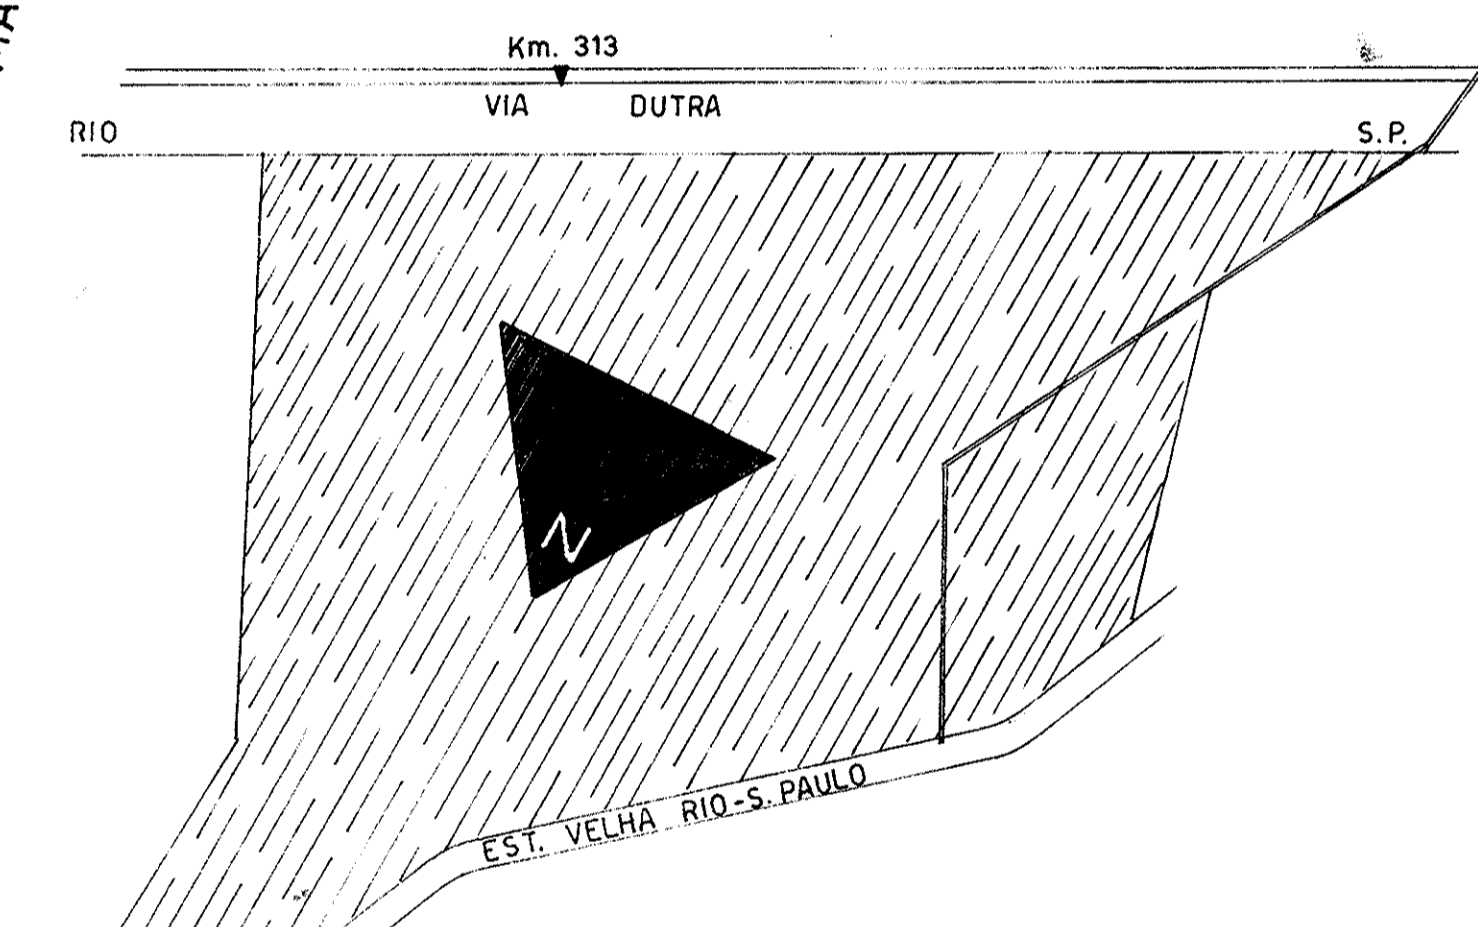 Km. 313
VIA DUTRA
RIO
S.P.
N
EST. VELHA RIO-S. PAULO